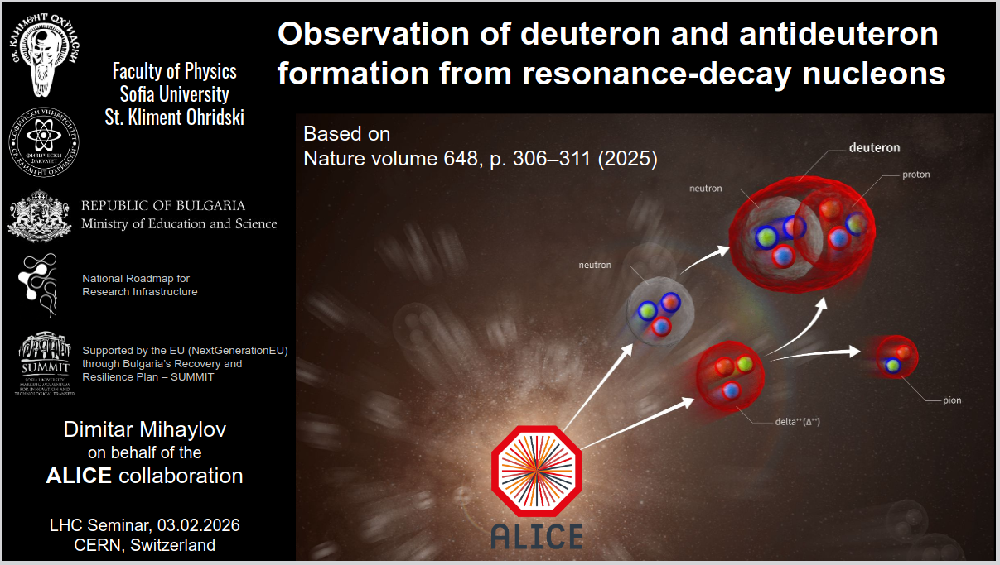 Observation of deuteron and antideuteron
formation from resonance-decay nucleons
СВ. КЛИМЕНТ ОХРИДСКИ
Faculty of Physics
Sofia University
St. Kliment Ohridski
СОФИЙСКИ УНИВЕРСИТЕТ
СВ. КЛИМЕНТ ОХРИДСКИ
ФИЗИЧЕСКИ
ФАКУЛТЕТ
REPUBLIC OF BULGARIA
Ministry of Education and Science
National Roadmap for
Research Infrastructure
SUMMIT
SOFIA UNIVERSITY
MARKING MOMENTUM
FOR INNOVATION AND
TECHNOLOGICAL TRANSFER
Supported by the EU (NextGenerationEU)
through Bulgaria's Recovery and
Resilience Plan – SUMMIT
Dimitar Mihaylov
on behalf of the
ALICE collaboration
LHC Seminar, 03.02.2026
CERN, Switzerland
Based on
Nature volume 648, p. 306–311 (2025)
deuteron
proton
neutron
neutron
pion
delta⁺⁺(Δ⁺⁺)
ALICE